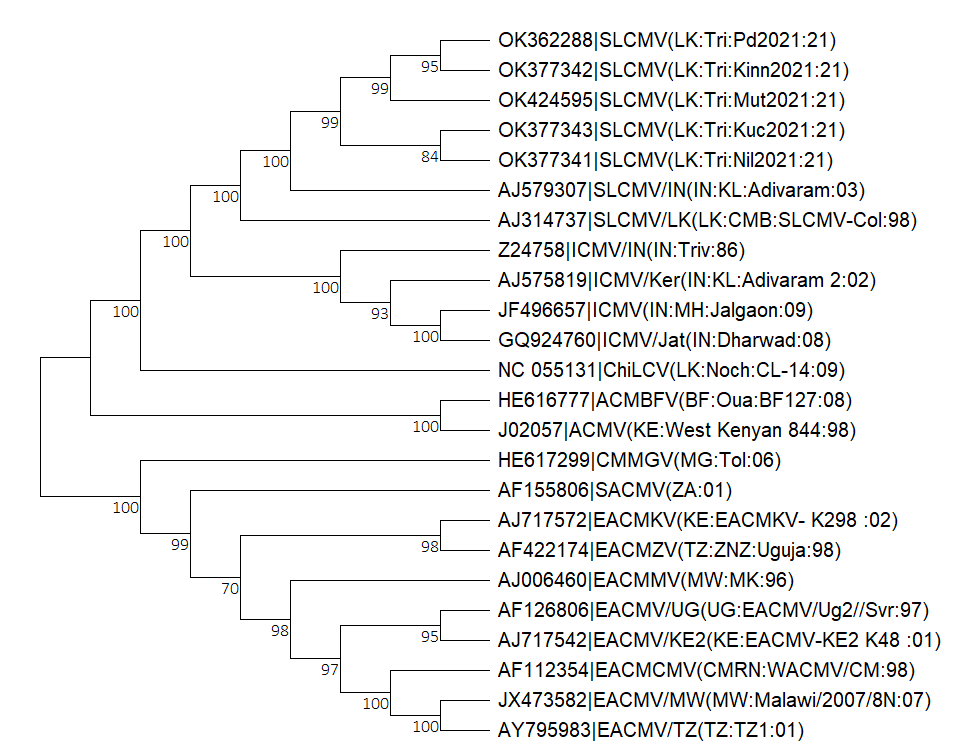 OK362288|SLCMV(LK:Tri:Pd2021:21)
95
OK377342|SLCMV(LK:Tri:Kinn2021:21)
99
OK424595|SLCMV(LK:Tri:Mut2021:21)
99
OK377343|SLCMV(LK:Tri:Kuc2021:21)
84
OK377341|SLCMV(LK:Tri:Nil2021:21)
100
AJ579307|SLCMV/IN(IN:KL:Adivaram:03)
100
AJ314737|SLCMV/LK(LK:CMB:SLCMV-Col:98)
100
Z24758|ICMV/IN(IN:Triv:86)
100
AJ575819|ICMV/Ker(IN:KL:Adivaram 2:02)
100
93
JF496657|ICMV(IN:MH:Jalgaon:09)
100
GQ924760|ICMV/Jat(IN:Dharwad:08)
NC 055131|ChiLCV(LK:Noch:CL-14:09)
HE616777|ACMBFV(BF:Oua:BF127:08)
100
J02057|ACMV(KE:West Kenyan 844:98)
HE617299|CMMGV(MG:Tol:06)
100
AF155806|SACMV(ZA:01)
99
AJ717572|EACMKV(KE:EACMKV- K298 :02)
98
AF422174|EACMZV(TZ:ZNZ:Uguja:98)
70
AJ006460|EACMMV(MW:MK:96)
98
AF126806|EACMV/UG(UG:EACMV/Ug2//Svr:97)
95
AJ717542|EACMV/KE2(KE:EACMV-KE2 K48 :01)
97
AF112354|EACMCMV(CMRN:WACMV/CM:98)
100
JX473582|EACMV/MW(MW:Malawi/2007/8N:07)
100
AY795983|EACMV/TZ(TZ:TZ1:01)